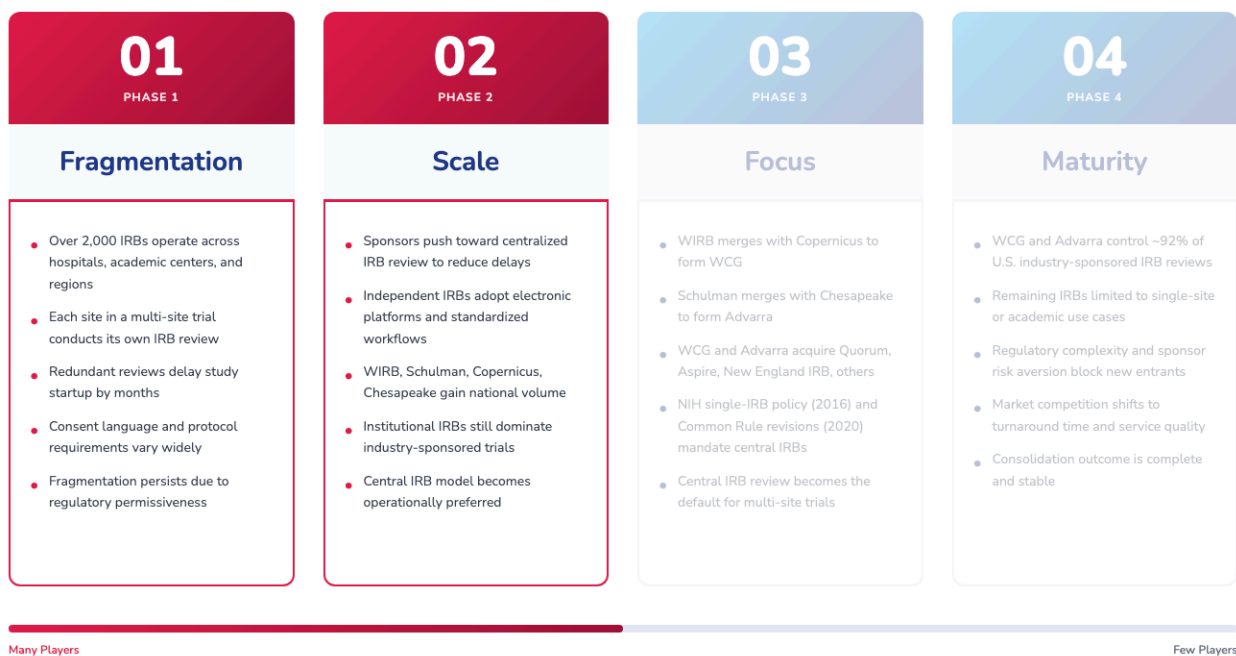 01
PHASE 1
Fragmentation
Over 2,000 IRBs operate across
hospitals, academic centers, and
regions
Each site in a multi-site trial
conducts its own IRB review
Redundant reviews delay study
startup by months
Consent language and protocol
requirements vary widely
Fragmentation persists due to
regulatory permissiveness
02
PHASE 2
Scale
Sponsors push toward centralized
IRB review to reduce delays
Independent IRBs adopt electronic
platforms and standardized
workflows
WIRB, Schulman, Copernicus,
Chesapeake gain national volume
Institutional IRBs still dominate
industry-sponsored trials
Central IRB model becomes
operationally preferred
03
PHASE 3
Focus
WIRB merges with Copernicus to
form WCG
Schulman merges with Chesapeake
to form Advarra
WCG and Advarra acquire Quorum,
Aspire, New England IRB, others
NIH single-IRB policy (2016) and
Common Rule revisions (2020)
mandate central IRBs
Central IRB review becomes the
default for multi-site trials
04
PHASE 4
Maturity
WCG and Advarra control ~92% of
U.S. industry-sponsored IRB reviews
Remaining IRBs limited to single-site
or academic use cases
Regulatory complexity and sponsor
risk aversion block new entrants
Market competition shifts to
turnaround time and service quality
Consolidation outcome is complete
and stable
Many Players
Few Players